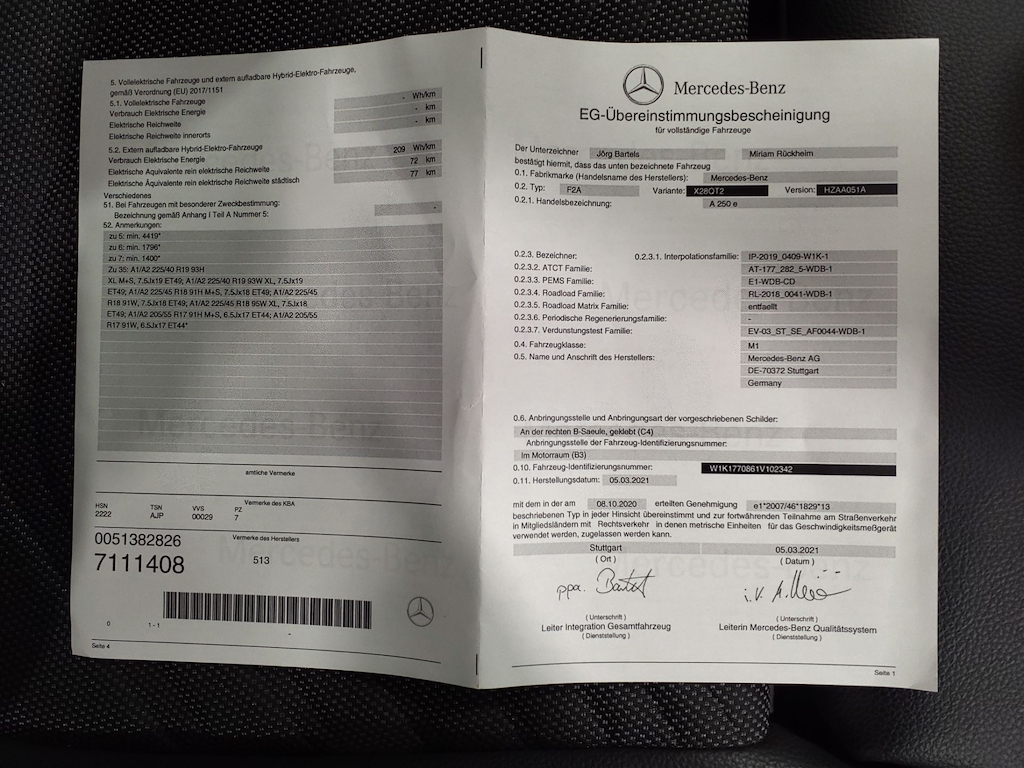 5. Vollelektrische Fahrzeuge und extern aufladbare Hybrid-Elektro-Fahrzeuge,
gemäß Verordnung (EU) 2017/1151
5.1. Vollelektrische Fahrzeuge
Verbrauch Elektrische Energie - Wh/km
Elektrische Reichweite - km
Elektrische Reichweite innerorts - km
5.2. Extern aufladbare Hybrid-Elektro-Fahrzeuge
Verbrauch Elektrische Energie 209 Wh/km
Elektrische Äquivalente rein elektrische Reichweite 72 km
Elektrische Äquivalente rein elektrische Reichweite städtisch 77 km
Verschiedenes
51. Bei Fahrzeugen mit besonderer Zweckbestimmung:
Bezeichnung gemäß Anhang I Teil A Nummer 5: -
52. Anmerkungen:
zu 5: min. 4419*
zu 6: min. 1796*
zu 7: min. 1400*
Zu 35: A1/A2 225/40 R19 93H
XL M+S, 7.5Jx19 ET49; A1/A2 225/40 R19 93W XL, 7.5Jx19
ET49; A1/A2 225/45 R18 91H M+S, 7.5Jx18 ET49; A1/A2 225/45
R18 91W, 7.5Jx18 ET49; A1/A2 225/45 R18 95W XL, 7.5Jx18
ET49; A1/A2 205/55 R17 91H M+S, 6.5Jx17 ET44; A1/A2 205/55
R17 91W, 6.5Jx17 ET44*
amtliche Vermerke
Vermerke des KBA
HSN TSN VVS PZ
2222 AJP 00029 7
0051382826 Vermerke des Herstellers
7111408 513
0 1 - 1 -
Seite 4
Mercedes-Benz
EG-Übereinstimmungsbescheinigung
für vollständige Fahrzeuge
Der Unterzeichner Jörg Bartels Miriam Rückheim
bestätigt hiermit, dass das unten bezeichnete Fahrzeug
0.1. Fabrikmarke (Handelsname des Herstellers): Mercedes-Benz
0.2. Typ: F2A Variante: X28QT2 Version: HZAA051A
0.2.1. Handelsbezeichnung: A 250 e
0.2.3. Bezeichner: 0.2.3.1. Interpolationsfamilie: IP-2019_0409-W1K-1
0.2.3.2. ATCT Familie: AT-177_282_5-WDB-1
0.2.3.3. PEMS Familie: E1-WDB-CD
0.2.3.4. Roadload Familie: RL-2018_0041-WDB-1
0.2.3.5. Roadload Matrix Familie: entfaellt
0.2.3.6. Periodische Regenerierungsfamilie: -
0.2.3.7. Verdunstungstest Familie: EV-03_ST_SE_AF0044-WDB-1
0.4. Fahrzeugklasse: M1
0.5. Name und Anschrift des Herstellers: Mercedes-Benz AG
DE-70372 Stuttgart
Germany
0.6. Anbringungsstelle und Anbringungsart der vorgeschriebenen Schilder:
An der rechten B-Saeule, geklebt (C4)
Anbringungsstelle der Fahrzeug-Identifizierungsnummer:
Im Motorraum (B3)
0.10. Fahrzeug-Identifizierungsnummer: W1K1770861V102342
0.11. Herstellungsdatum: 05.03.2021
mit dem in der am 08.10.2020 erteilten Genehmigung e1*2007/46*1829*13
beschriebenen Typ in jeder Hinsicht übereinstimmt und zur fortwährenden Teilnahme am Straßenverkehr
in Mitgliedsländern mit Rechtsverkehr in denen metrische Einheiten für das Geschwindigkeitsmeßgerät
verwendet werden, zugelassen werden kann.
Stuttgart 05.03.2021
( Ort ) ( Datum )
ppa. i.V.
( Unterschrift ) ( Unterschrift )
Leiter Integration Gesamtfahrzeug Leiterin Mercedes-Benz Qualitätssystem
( Dienststellung ) ( Dienststellung )
Seite 1